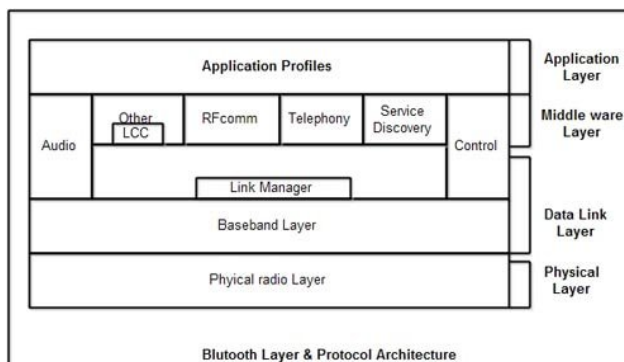 Application Profiles
Application
Layer
Audio
Other
LCC
RFcomm
Telephony
Service
Discovery
Control
Middle ware
Layer
Link Manager
Baseband Layer
Data Link
Layer
Phyical radio Layer
Physical
Layer
Blutooth Layer & Protocol Architecture